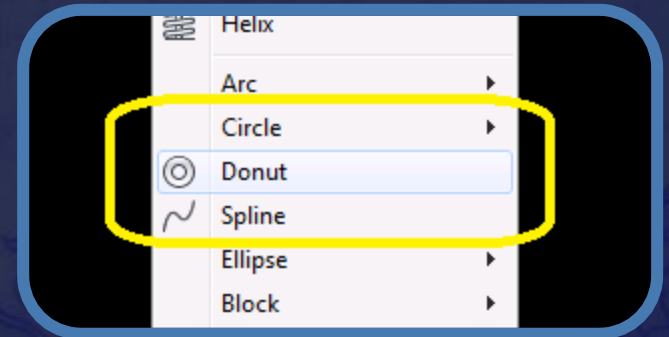 Helix
Arc
Circle
Donut
Spline
Ellipse
Block